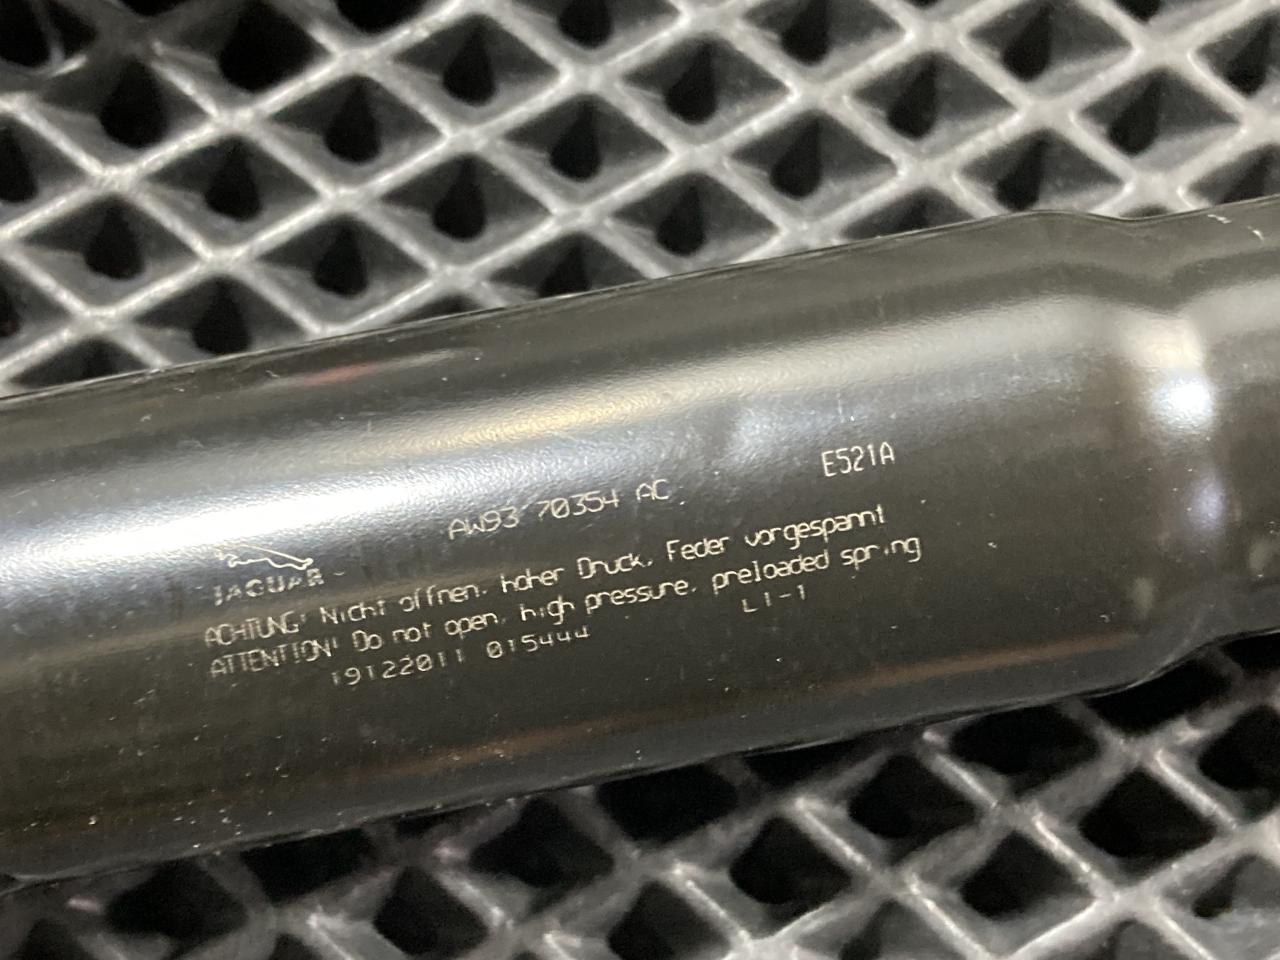 E521A
AW93 70354 AC
JAGUAR
ACHTUNG! Nicht öffnen, hoher Druck, Feder vorgespannt
ATTENTION! Do not open, high pressure, preloaded spring
19122011 015444 LI-1